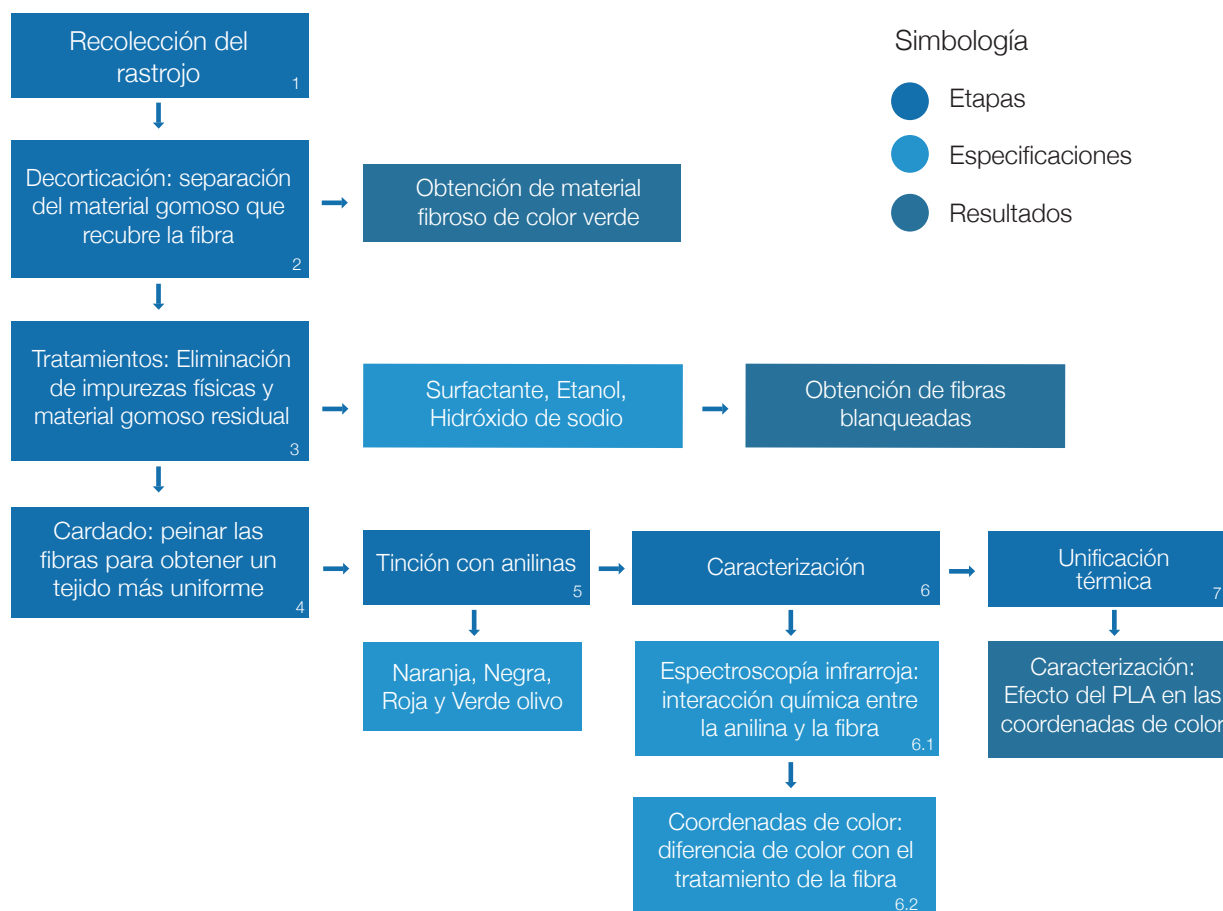 Recolección del
rastrojo
1
Simbología
Etapas
Especificaciones
Resultados
Decorticación: separación
del material gomoso que
recubre la fibra
2
Obtención de material
fibroso de color verde
Tratamientos: Eliminación
de impurezas físicas y
material gomoso residual
3
Surfactante, Etanol,
Hidróxido de sodio
Obtención de fibras
blanqueadas
Cardado: peinar las
fibras para obtener un
tejido más uniforme
4
Tinción con anilinas
5
Caracterización
6
Unificación
térmica
7
Naranja, Negra,
Roja y Verde olivo
Espectroscopía infrarroja:
interacción química entre
la anilina y la fibra
6.1
Caracterización:
Efecto del PLA en las
coordenadas de color
Coordenadas de color:
diferencia de color con el
tratamiento de la fibra
6.2